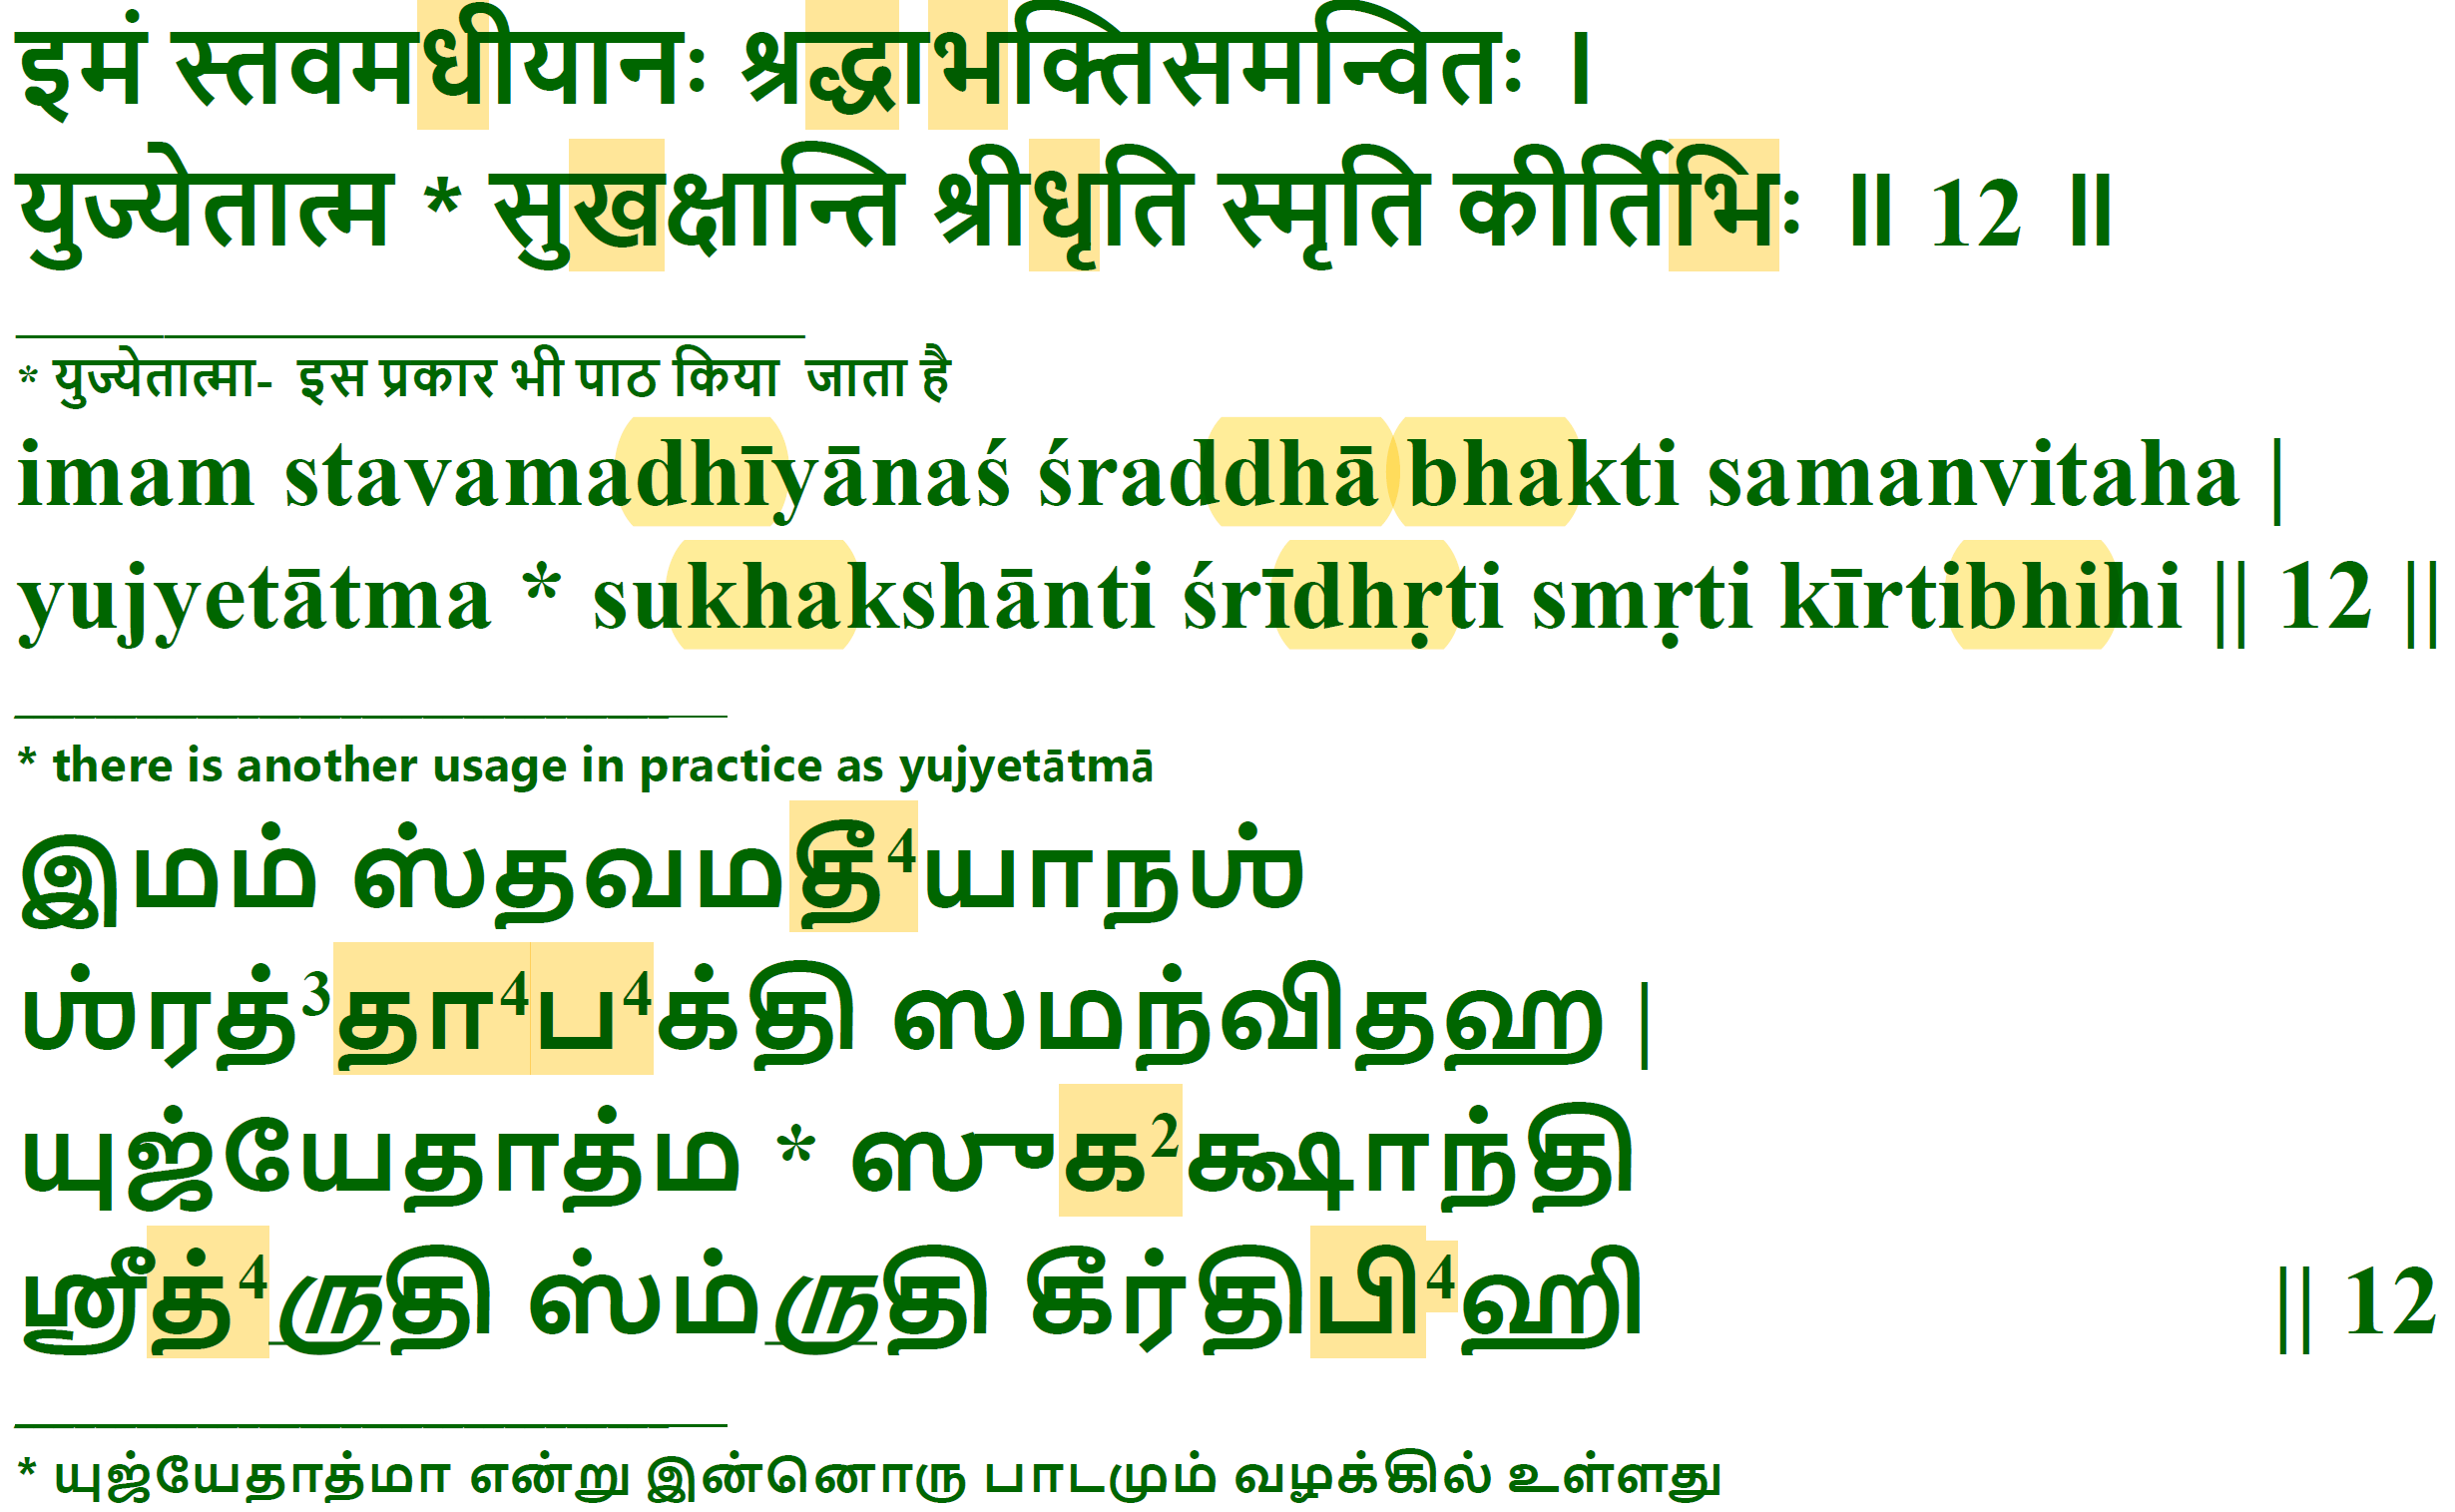 इमं स्तवमधीयानः श्रद्धाभक्तिसमन्वितः ।
युज्येतात्म * सुखक्षान्ति श्रीधृति स्मृति कीर्तिभिः ॥ 12 ॥
* युज्येतात्मा- इस प्रकार भी पाठ किया जाता है
imam stavamadhīyānaś śraddhā bhakti samanvitaha |
yujyetātma * sukhakshānti śrīdhṛti smṛti kīrtibhihi || 12 ||
* there is another usage in practice as yujyetātmā
இமம் ஸ்தவமதீ⁴யாநஶ்
ஶ்ரத்³தா⁴ப⁴க்தி ஸமந்விதஹ |
யுஜ்யேதாத்ம * ஸுக²க்ஷாந்தி
ஶ்ரீத்⁴ருதி ஸ்ம்ருதி கீர்திபி⁴ஹி || 12
* யுஜ்யேதாத்மா என்று இன்னொரு பாடமும் வழக்கில் உள்ளது